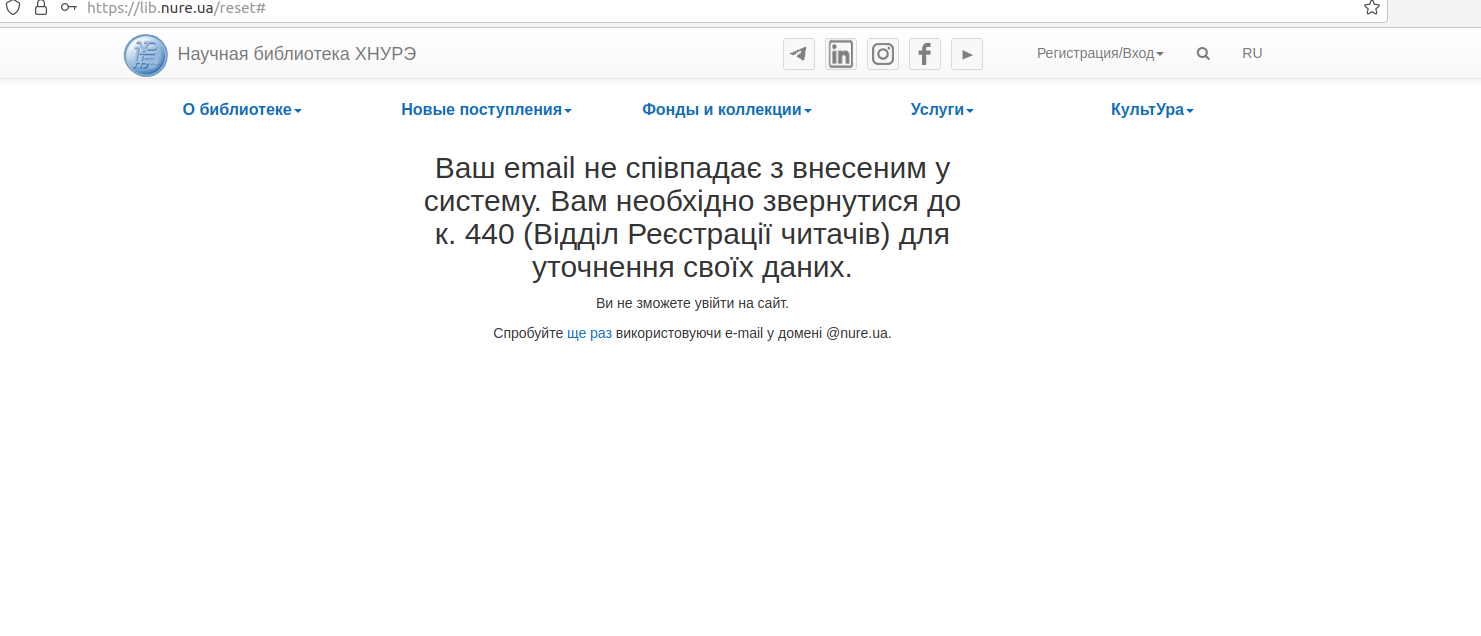 https://lib.nure.ua/reset#
Научная библиотека ХНУРЭ
Регистрация/Вход
RU
О библиотеке
Новые поступления
Фонды и коллекции
Услуги
КультУра
Ваш email не співпадає з внесеним у
систему. Вам необхідно звернутися до
к. 440 (Відділ Реєстрації читачів) для
уточнення своїх даних.
Ви не зможете увійти на сайт.
Спробуйте ще раз використовуючи e-mail у домені @nure.ua.